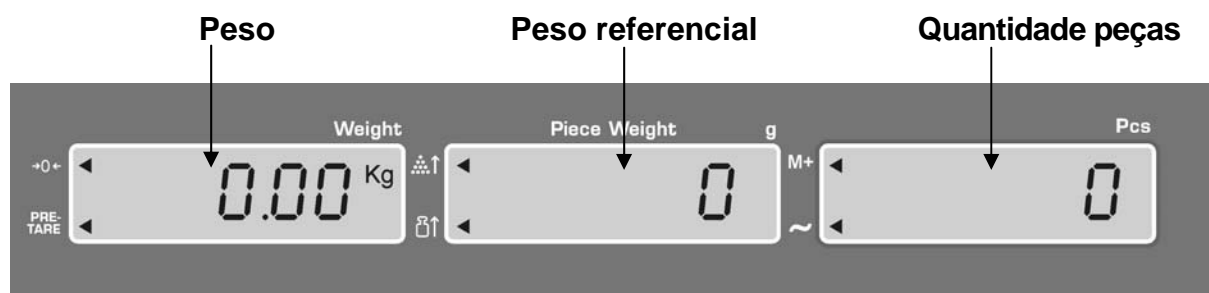 Peso Peso referencial Quantidade peças
Weight Piece Weight g Pcs
→0← 0.00 Kg 0 M+ 0
PRE-
TARE ~